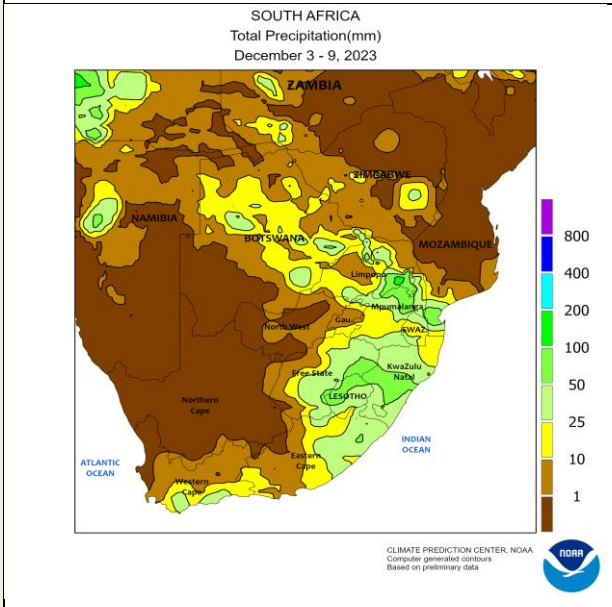 SOUTH AFRICA
Total Precipitation(mm)
December 3 - 9, 2023
ZAMBIA
ZIMBABWE
NAMIBIA
BOTSWANA
MOZAMBIQUE
Limpopo
Mpumalanga
North West
Gau.
SWAZ.
Free State
KwaZulu
Natal
LESOTHO
Northern
Cape
Eastern
Cape
Western
Cape
ATLANTIC
OCEAN
INDIAN
OCEAN
800
400
200
100
50
25
10
1
CLIMATE PREDICTION CENTER, NOAA
Computer generated contours
Based on preliminary data
NOAA